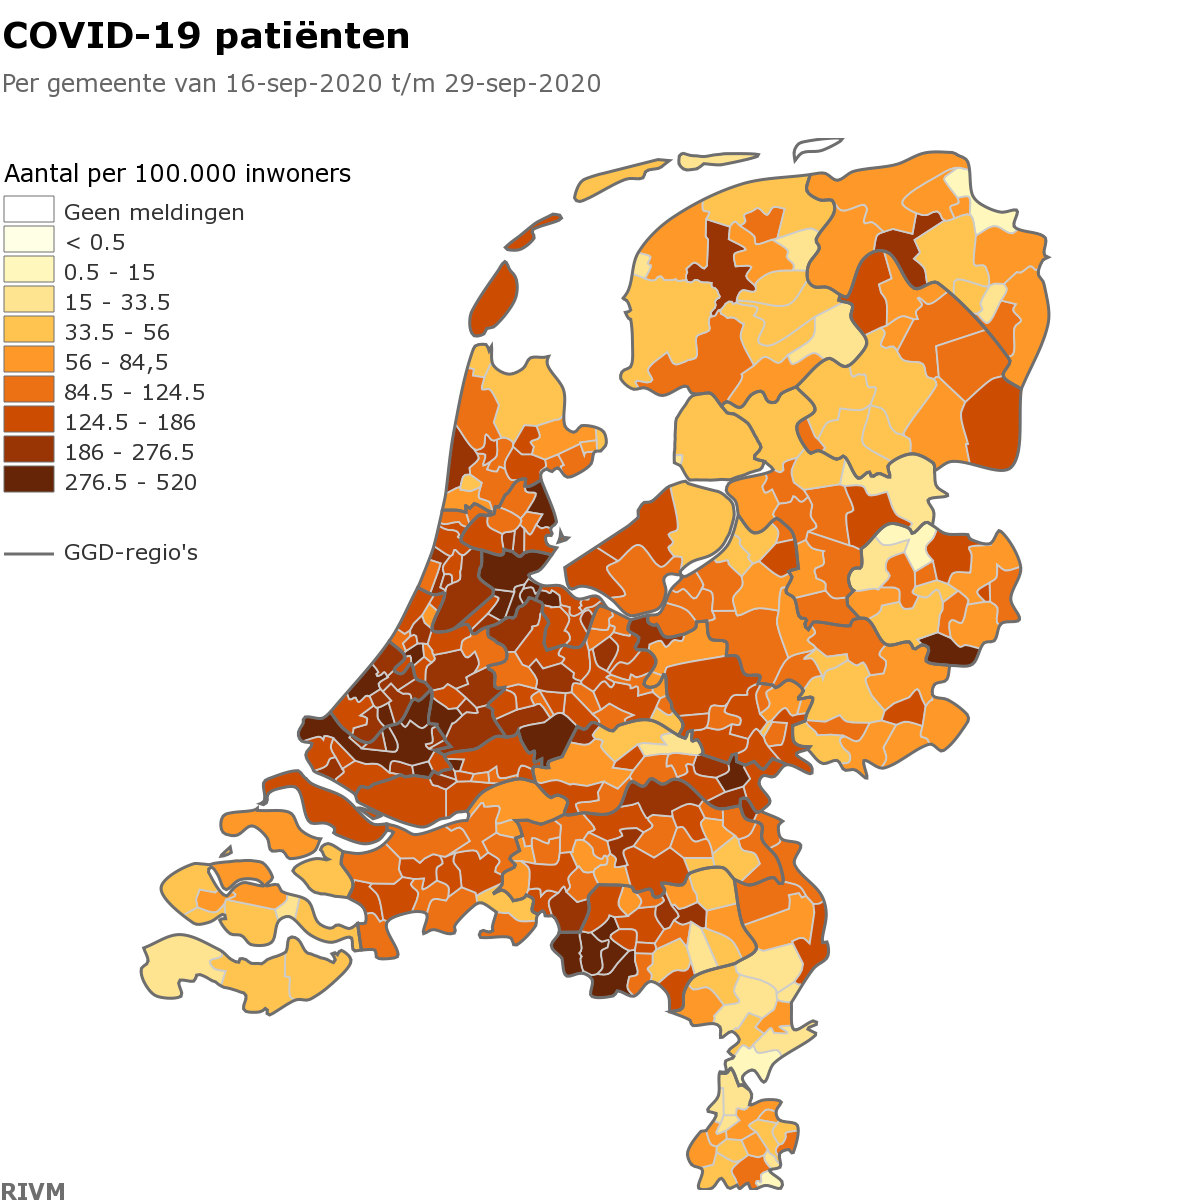 COVID-19 patiënten
Per gemeente van 16-sep-2020 t/m 29-sep-2020
Aantal per 100.000 inwoners
Geen meldingen
< 0.5
0.5 - 15
15 - 33.5
33.5 - 56
56 - 84,5
84.5 - 124.5
124.5 - 186
186 - 276.5
276.5 - 520
GGD-regio's
RIVM